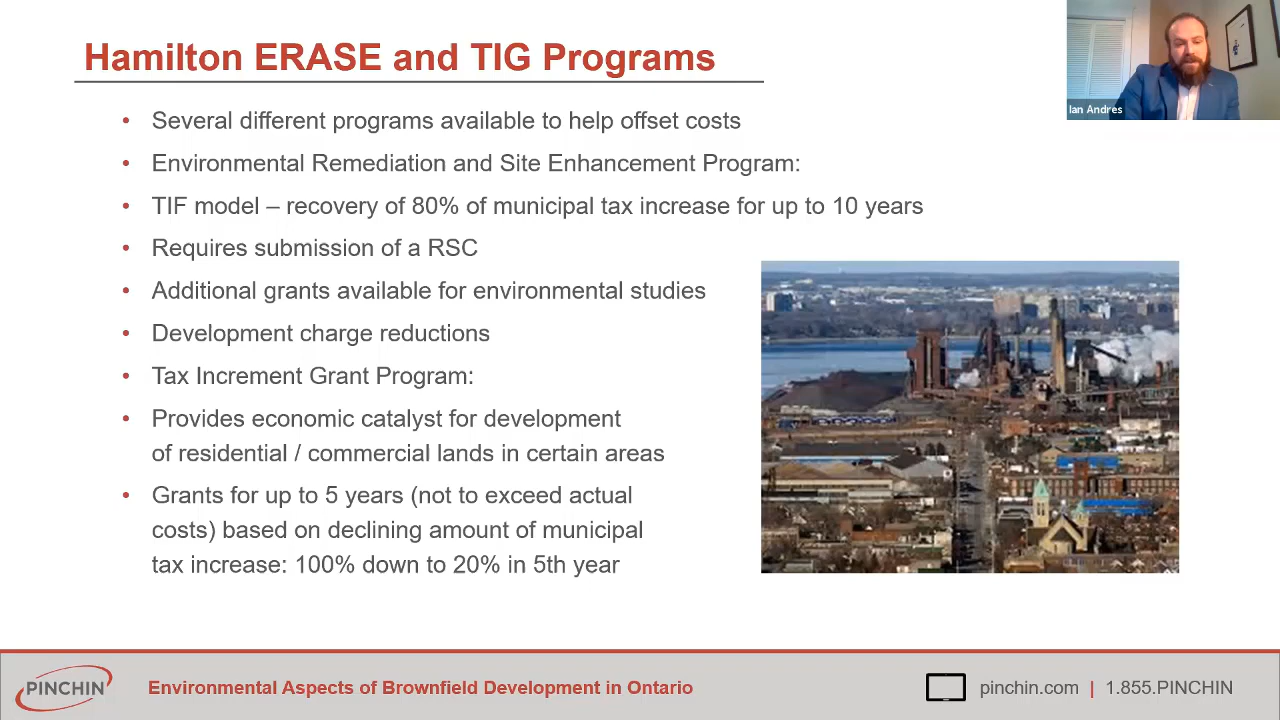 Hamilton ERASE and TIG Programs
Ian Andres
• Several different programs available to help offset costs
• Environmental Remediation and Site Enhancement Program:
• TIF model – recovery of 80% of municipal tax increase for up to 10 years
• Requires submission of a RSC
• Additional grants available for environmental studies
• Development charge reductions
• Tax Increment Grant Program:
• Provides economic catalyst for development
of residential / commercial lands in certain areas
• Grants for up to 5 years (not to exceed actual
costs) based on declining amount of municipal
tax increase: 100% down to 20% in 5th year
PINCHIN
Environmental Aspects of Brownfield Development in Ontario
pinchin.com | 1.855.PINCHIN